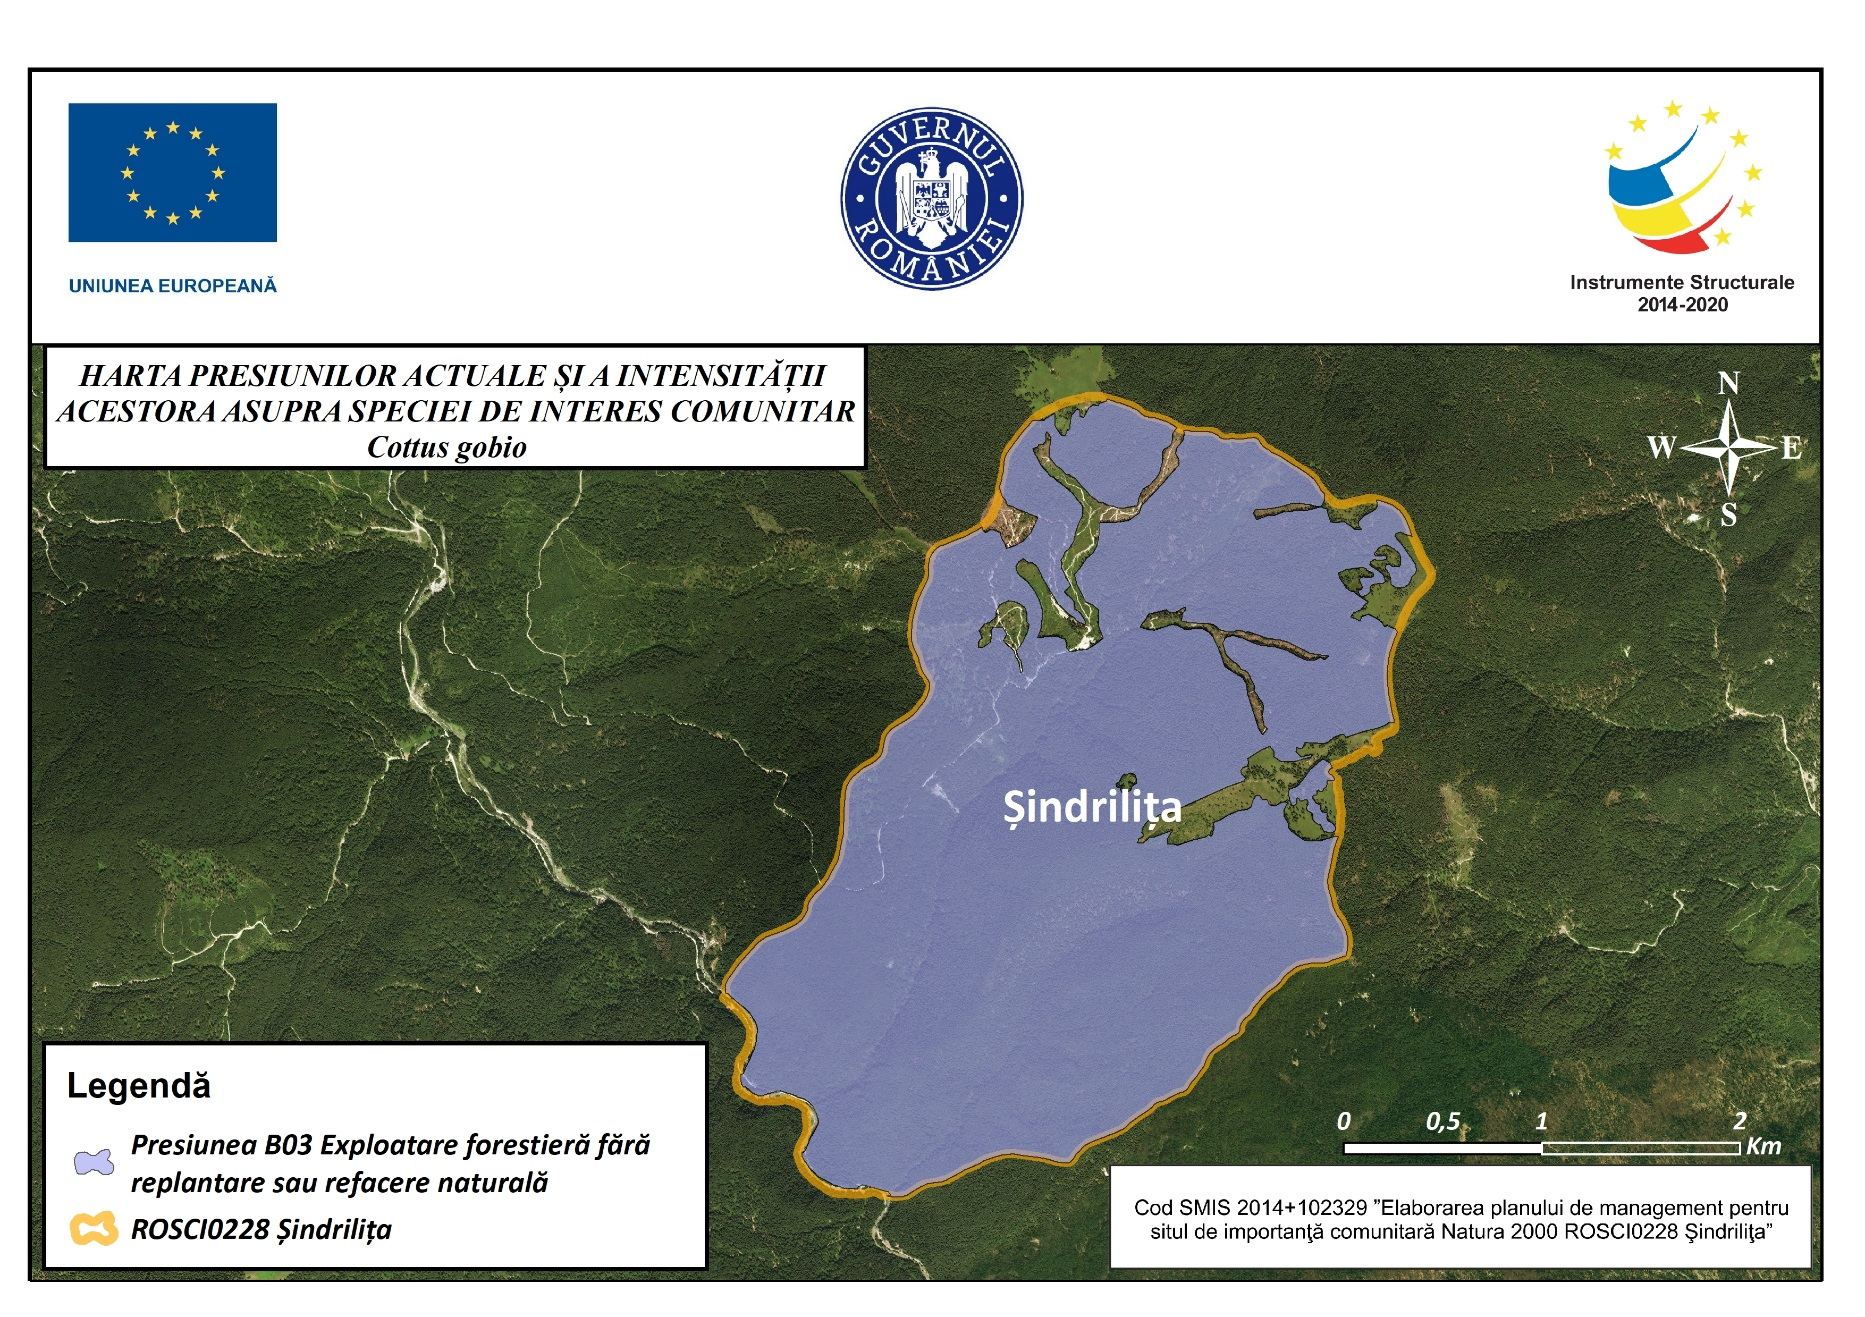 UNIUNEA EUROPEANĂ
GUVERNUL ROMÂNIEI
Instrumente Structurale
2014-2020
HARTA PRESIUNILOR ACTUALE ȘI A INTENSITĂȚII
ACESTORA ASUPRA SPECIEI DE INTERES COMUNITAR
Cottus gobio
N
W E
S
Șindrilița
Legendă
Presiunea B03 Exploatare forestieră fără
replantare sau refacere naturală
ROSCI0228 Șindrilița
0 0,5 1 2
Km
Cod SMIS 2014+102329 ”Elaborarea planului de management pentru
situl de importanţă comunitară Natura 2000 ROSCI0228 Şindriliţa”